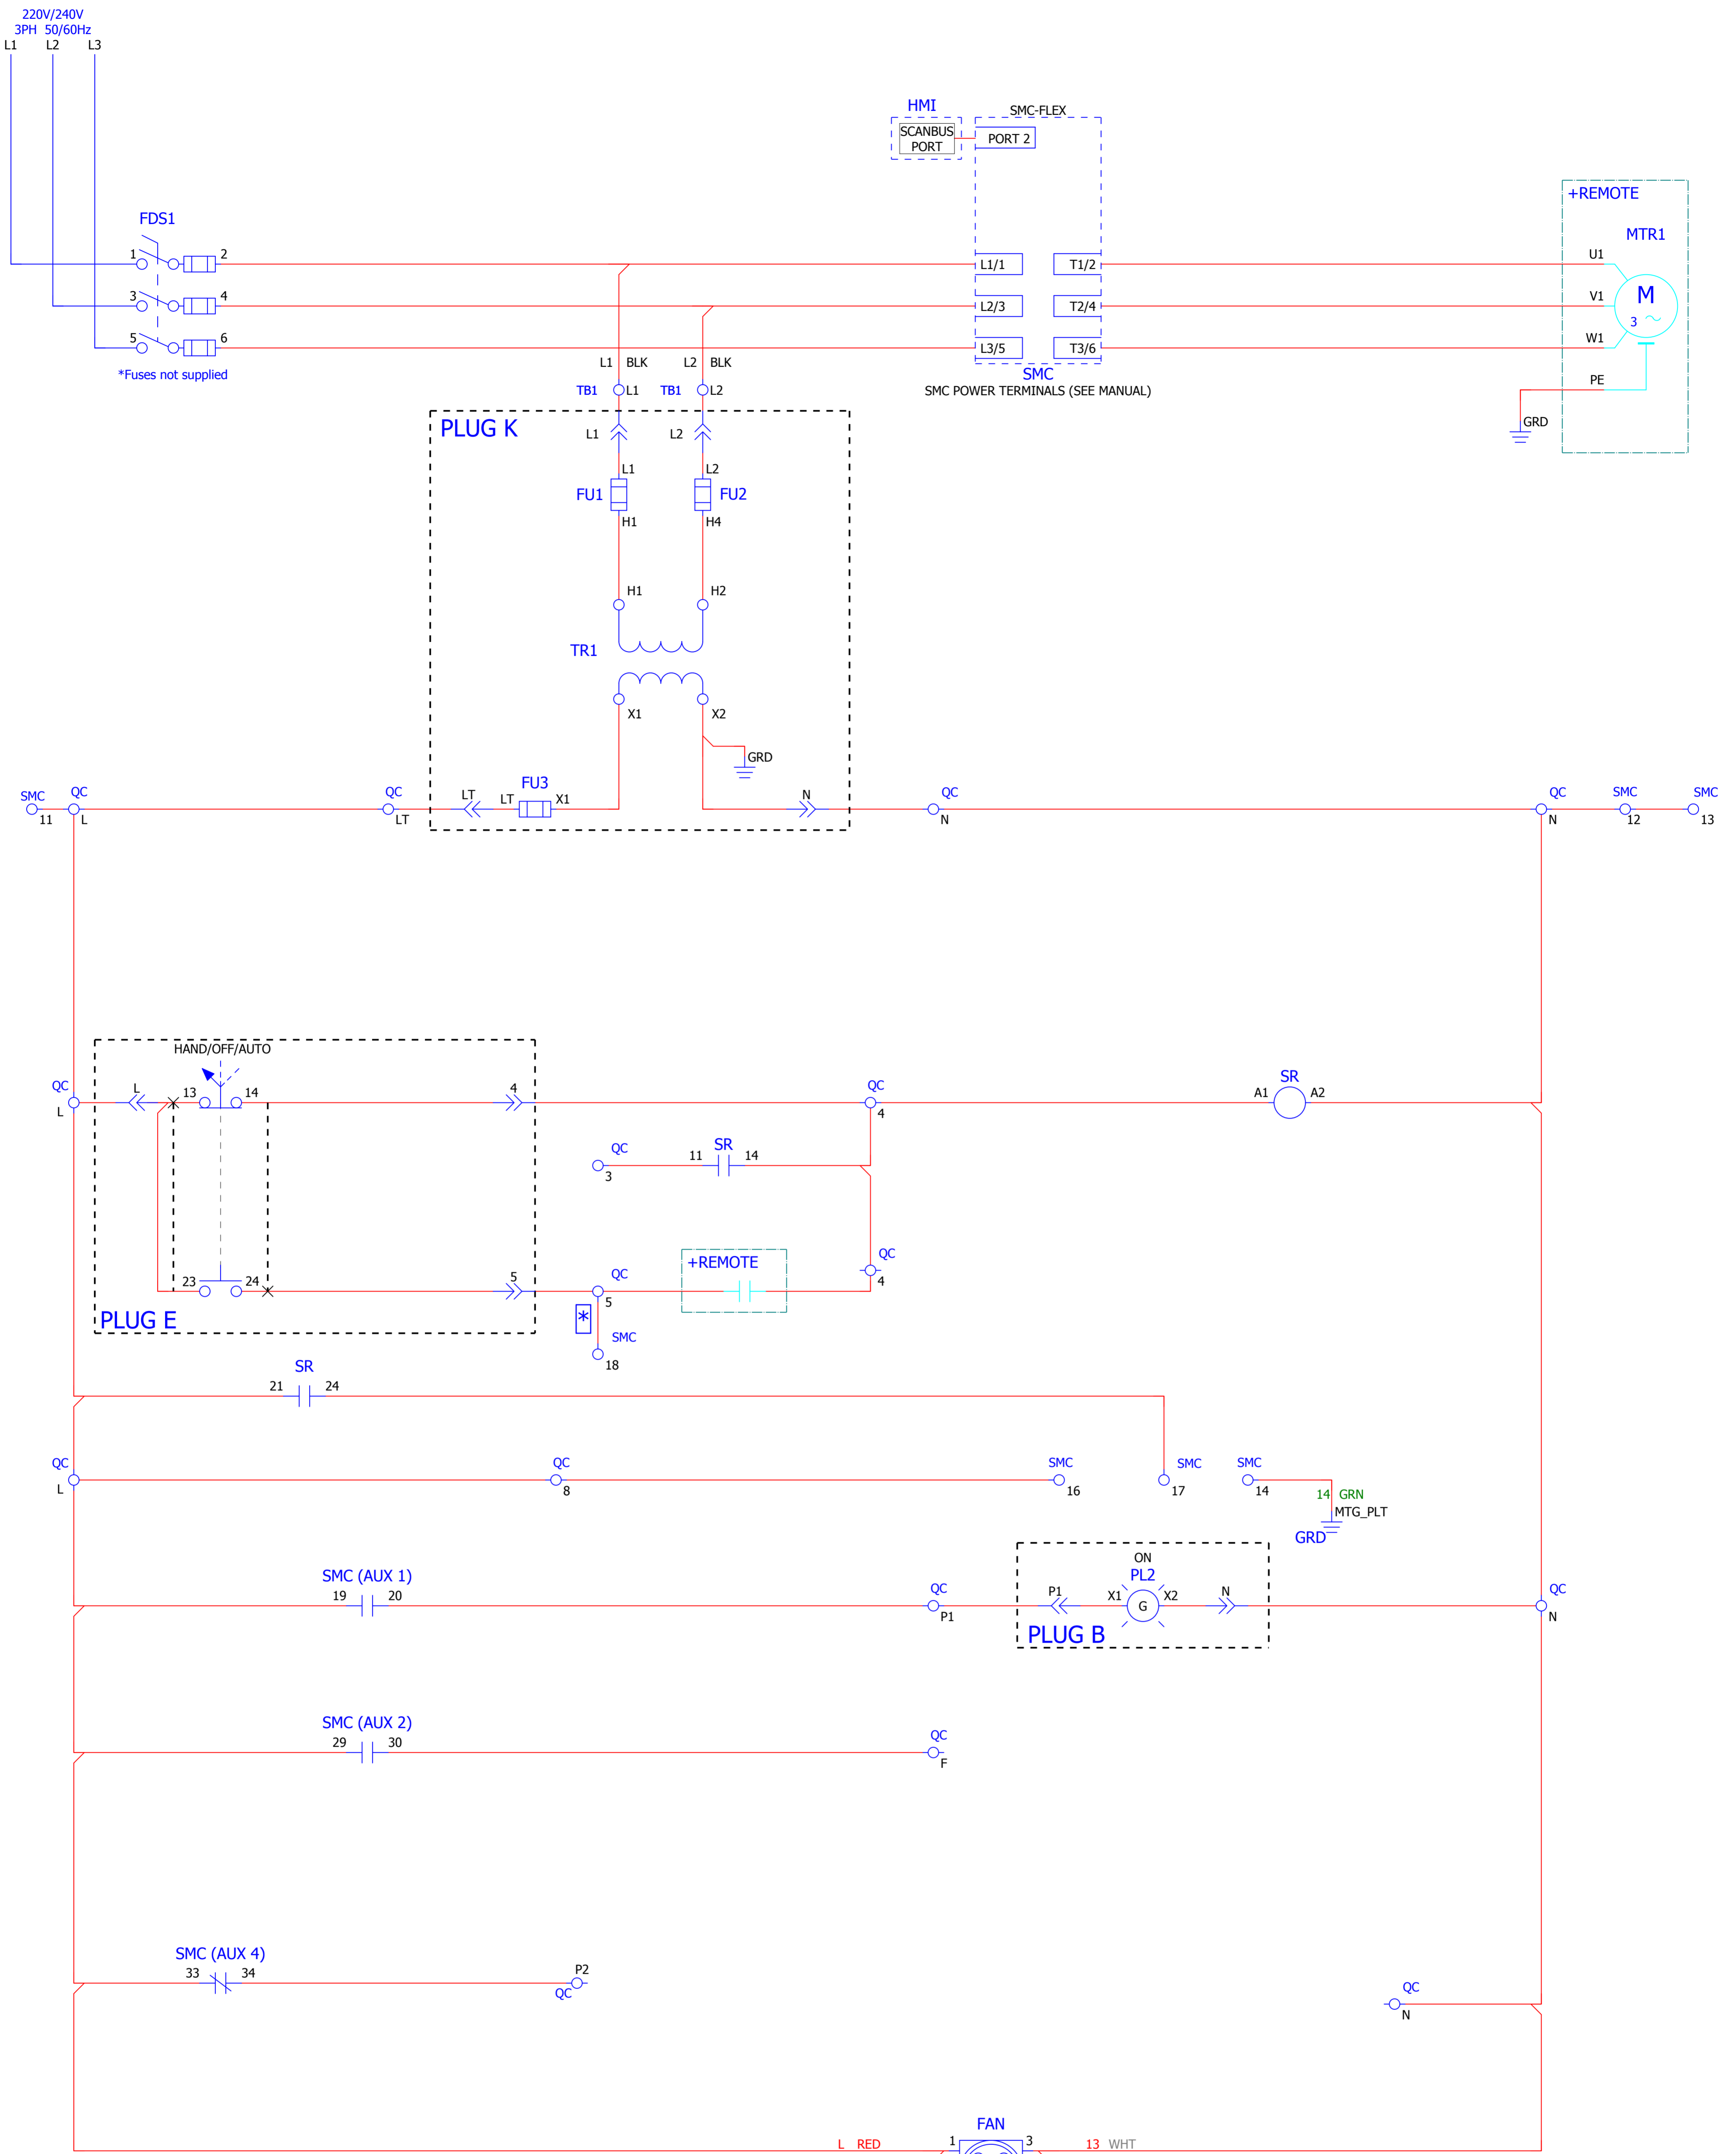 220V/240V
3PH 50/60Hz
L1 L2 L3
HMI
SMC-FLEX
SCANBUS
PORT
PORT 2
+REMOTE
MTR1
FDS1
1 2
L1/1 T1/2
U1
3 4
L2/3 T2/4
V1
M
3
5 6
L3/5 T3/6
W1
*Fuses not supplied
L1 BLK L2 BLK
SMC
SMC POWER TERMINALS (SEE MANUAL)
PE
TB1 L1 TB1 L2
GRD
PLUG K
L1 L2
L1 L2
FU1 FU2
H1 H4
H1 H2
TR1
X1 X2
GRD
FU3
SMC QC QC LT LT X1 N QC QC SMC SMC
11 L LT N N 12 13
HAND/OFF/AUTO
QC L 13 14 4 QC SR
L 4 A1 A2
QC SR
3 11 14
+REMOTE
QC
4
23 24 5 QC
5
PLUG E
*
SMC
18
SR
21 24
QC QC SMC SMC SMC
L 8 16 17 14
14 GRN
MTG_PLT
GRD
ON
SMC (AUX 1) PL2
19 20 QC P1 X1 G X2 N QC
P1 N
PLUG B
SMC (AUX 2)
29 30 QC
F
SMC (AUX 4)
33 34 P2
QC
QC
N
FAN
L RED 1 3 13 WHT